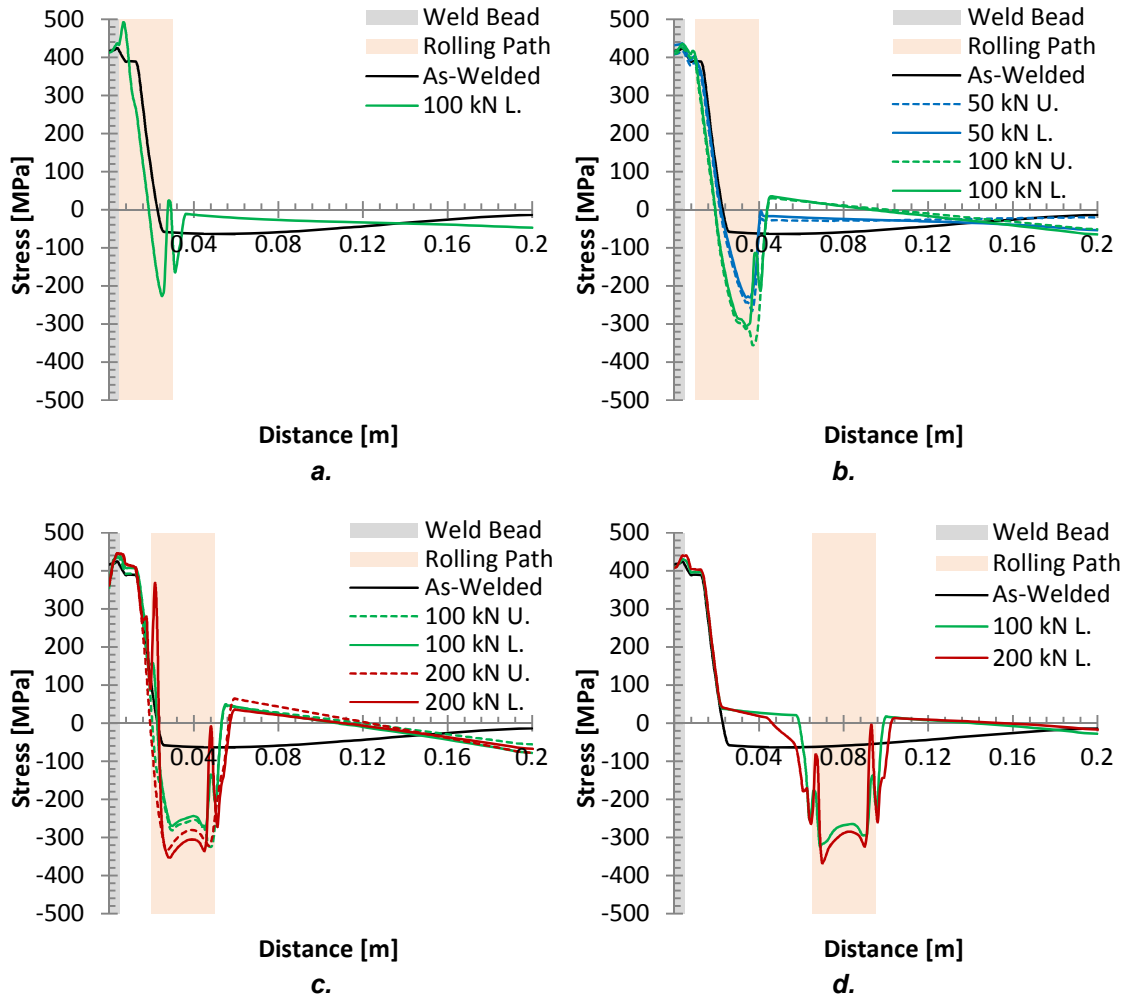 500
400
300
200
100
0
-100
-200
-300
-400
-500
Stress [MPa]
0.04 0.08 0.12 0.16 0.2
Distance [m]
Weld Bead
Rolling Path
As-Welded
100 kN L.
a.
500
400
300
200
100
0
-100
-200
-300
-400
-500
Stress [MPa]
0.04 0.08 0.12 0.16 0.2
Distance [m]
Weld Bead
Rolling Path
As-Welded
50 kN U.
50 kN L.
100 kN U.
100 kN L.
b.
500
400
300
200
100
0
-100
-200
-300
-400
-500
Stress [MPa]
0.04 0.08 0.12 0.16 0.2
Distance [m]
Weld Bead
Rolling Path
As-Welded
100 kN U.
100 kN L.
200 kN U.
200 kN L.
c.
500
400
300
200
100
0
-100
-200
-300
-400
-500
Stress [MPa]
0.04 0.08 0.12 0.16 0.2
Distance [m]
Weld Bead
Rolling Path
As-Welded
100 kN L.
200 kN L.
d.